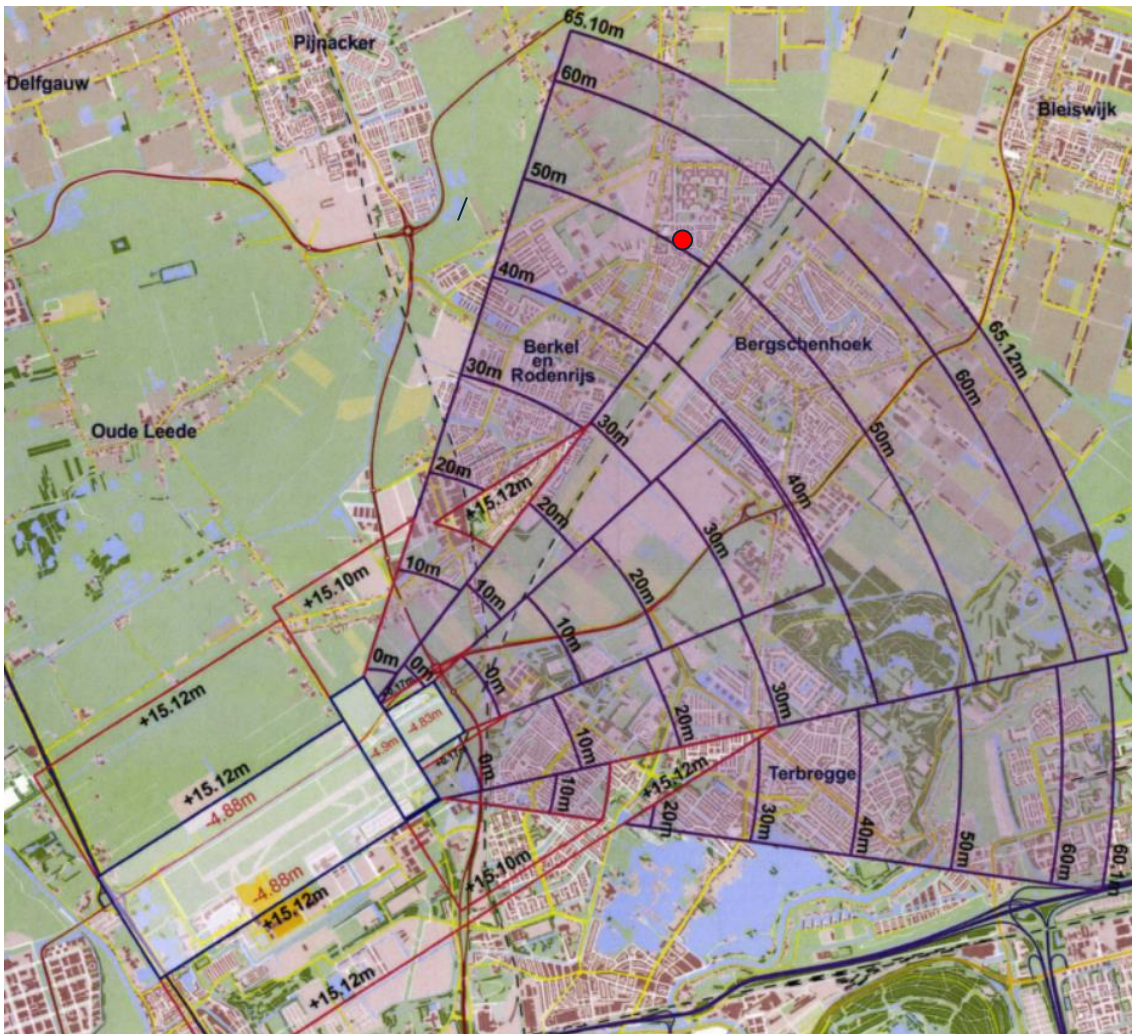 65.10m
Pijnacker
Delfgauw
60m
Bleiswijk
50m
40m
65.12m
Berkel
en
Rodenrijs
Bergschenhoek
60m
30m
50m
Oude Leede
30m
20m
+15.12m
40m
20m
30m
10m
10m
20m
+15.10m
10m
0m
0m
0m
+15.12m
30m
-4.83m
20m
-4.9m
10m
0m
+15.12m
-4.88m
10m
+15.12m
Terbregge
20m
30m
40m
50m
60m
60.1m
+15.10m
-4.88m
+15.12m
+15.12m